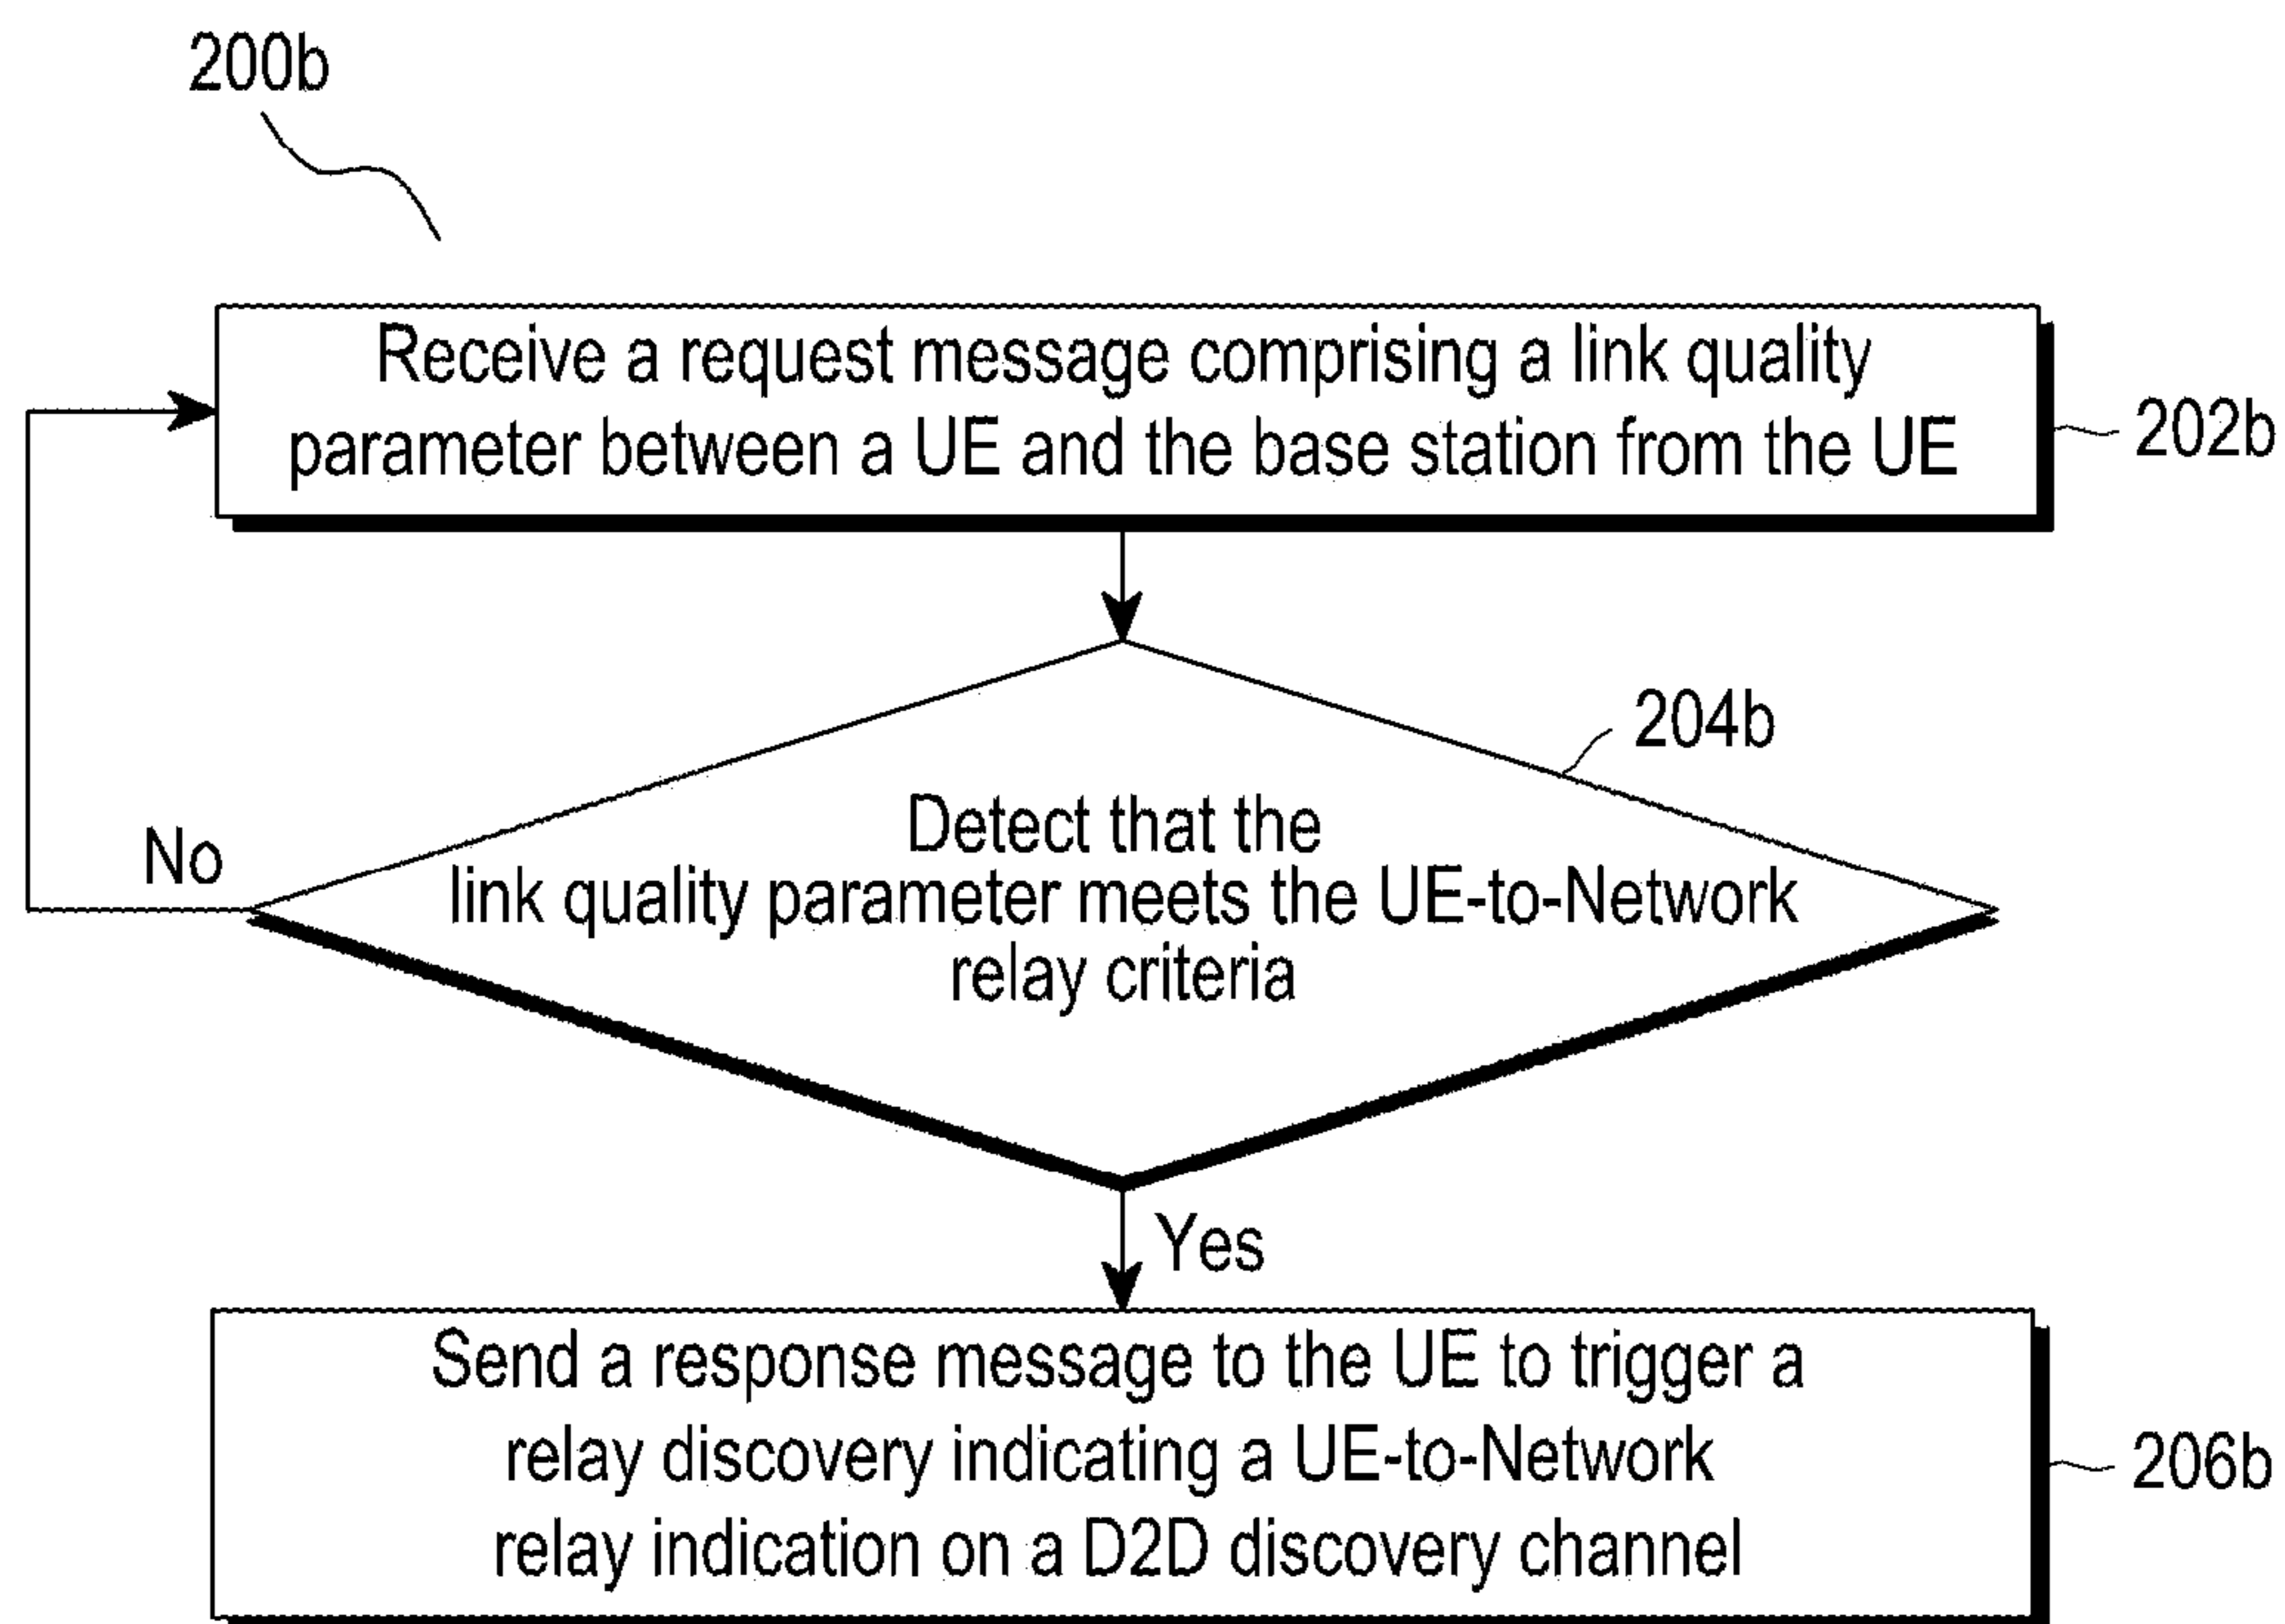 200b
Receive a request message comprising a link quality
parameter between a UE and the base station from the UE
202b
204b
Detect that the
link quality parameter meets the UE-to-Network
relay criteria
No
Yes
Send a response message to the UE to trigger a
relay discovery indicating a UE-to-Network
relay indication on a D2D discovery channel
206b